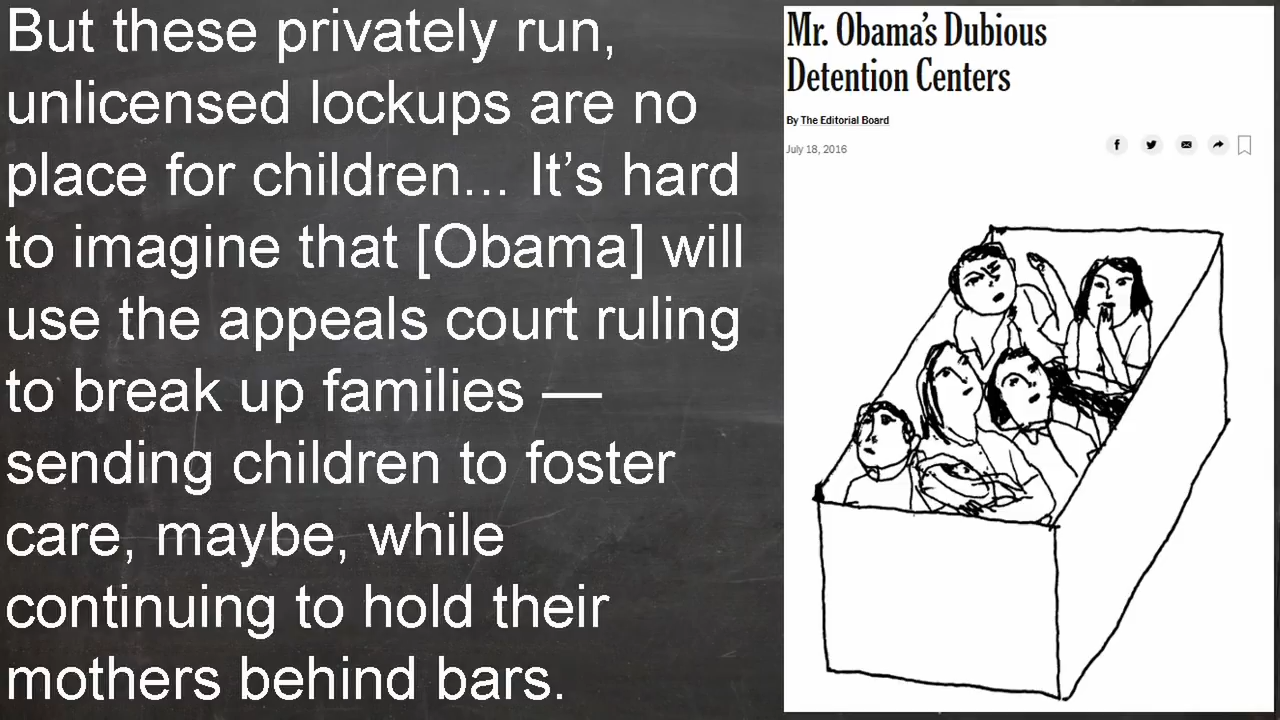 But these privately run,
unlicensed lockups are no
place for children... It’s hard
to imagine that [Obama] will
use the appeals court ruling
to break up families —
sending children to foster
care, maybe, while
continuing to hold their
mothers behind bars.
Mr. Obama’s Dubious
Detention Centers
By The Editorial Board
July 18, 2016